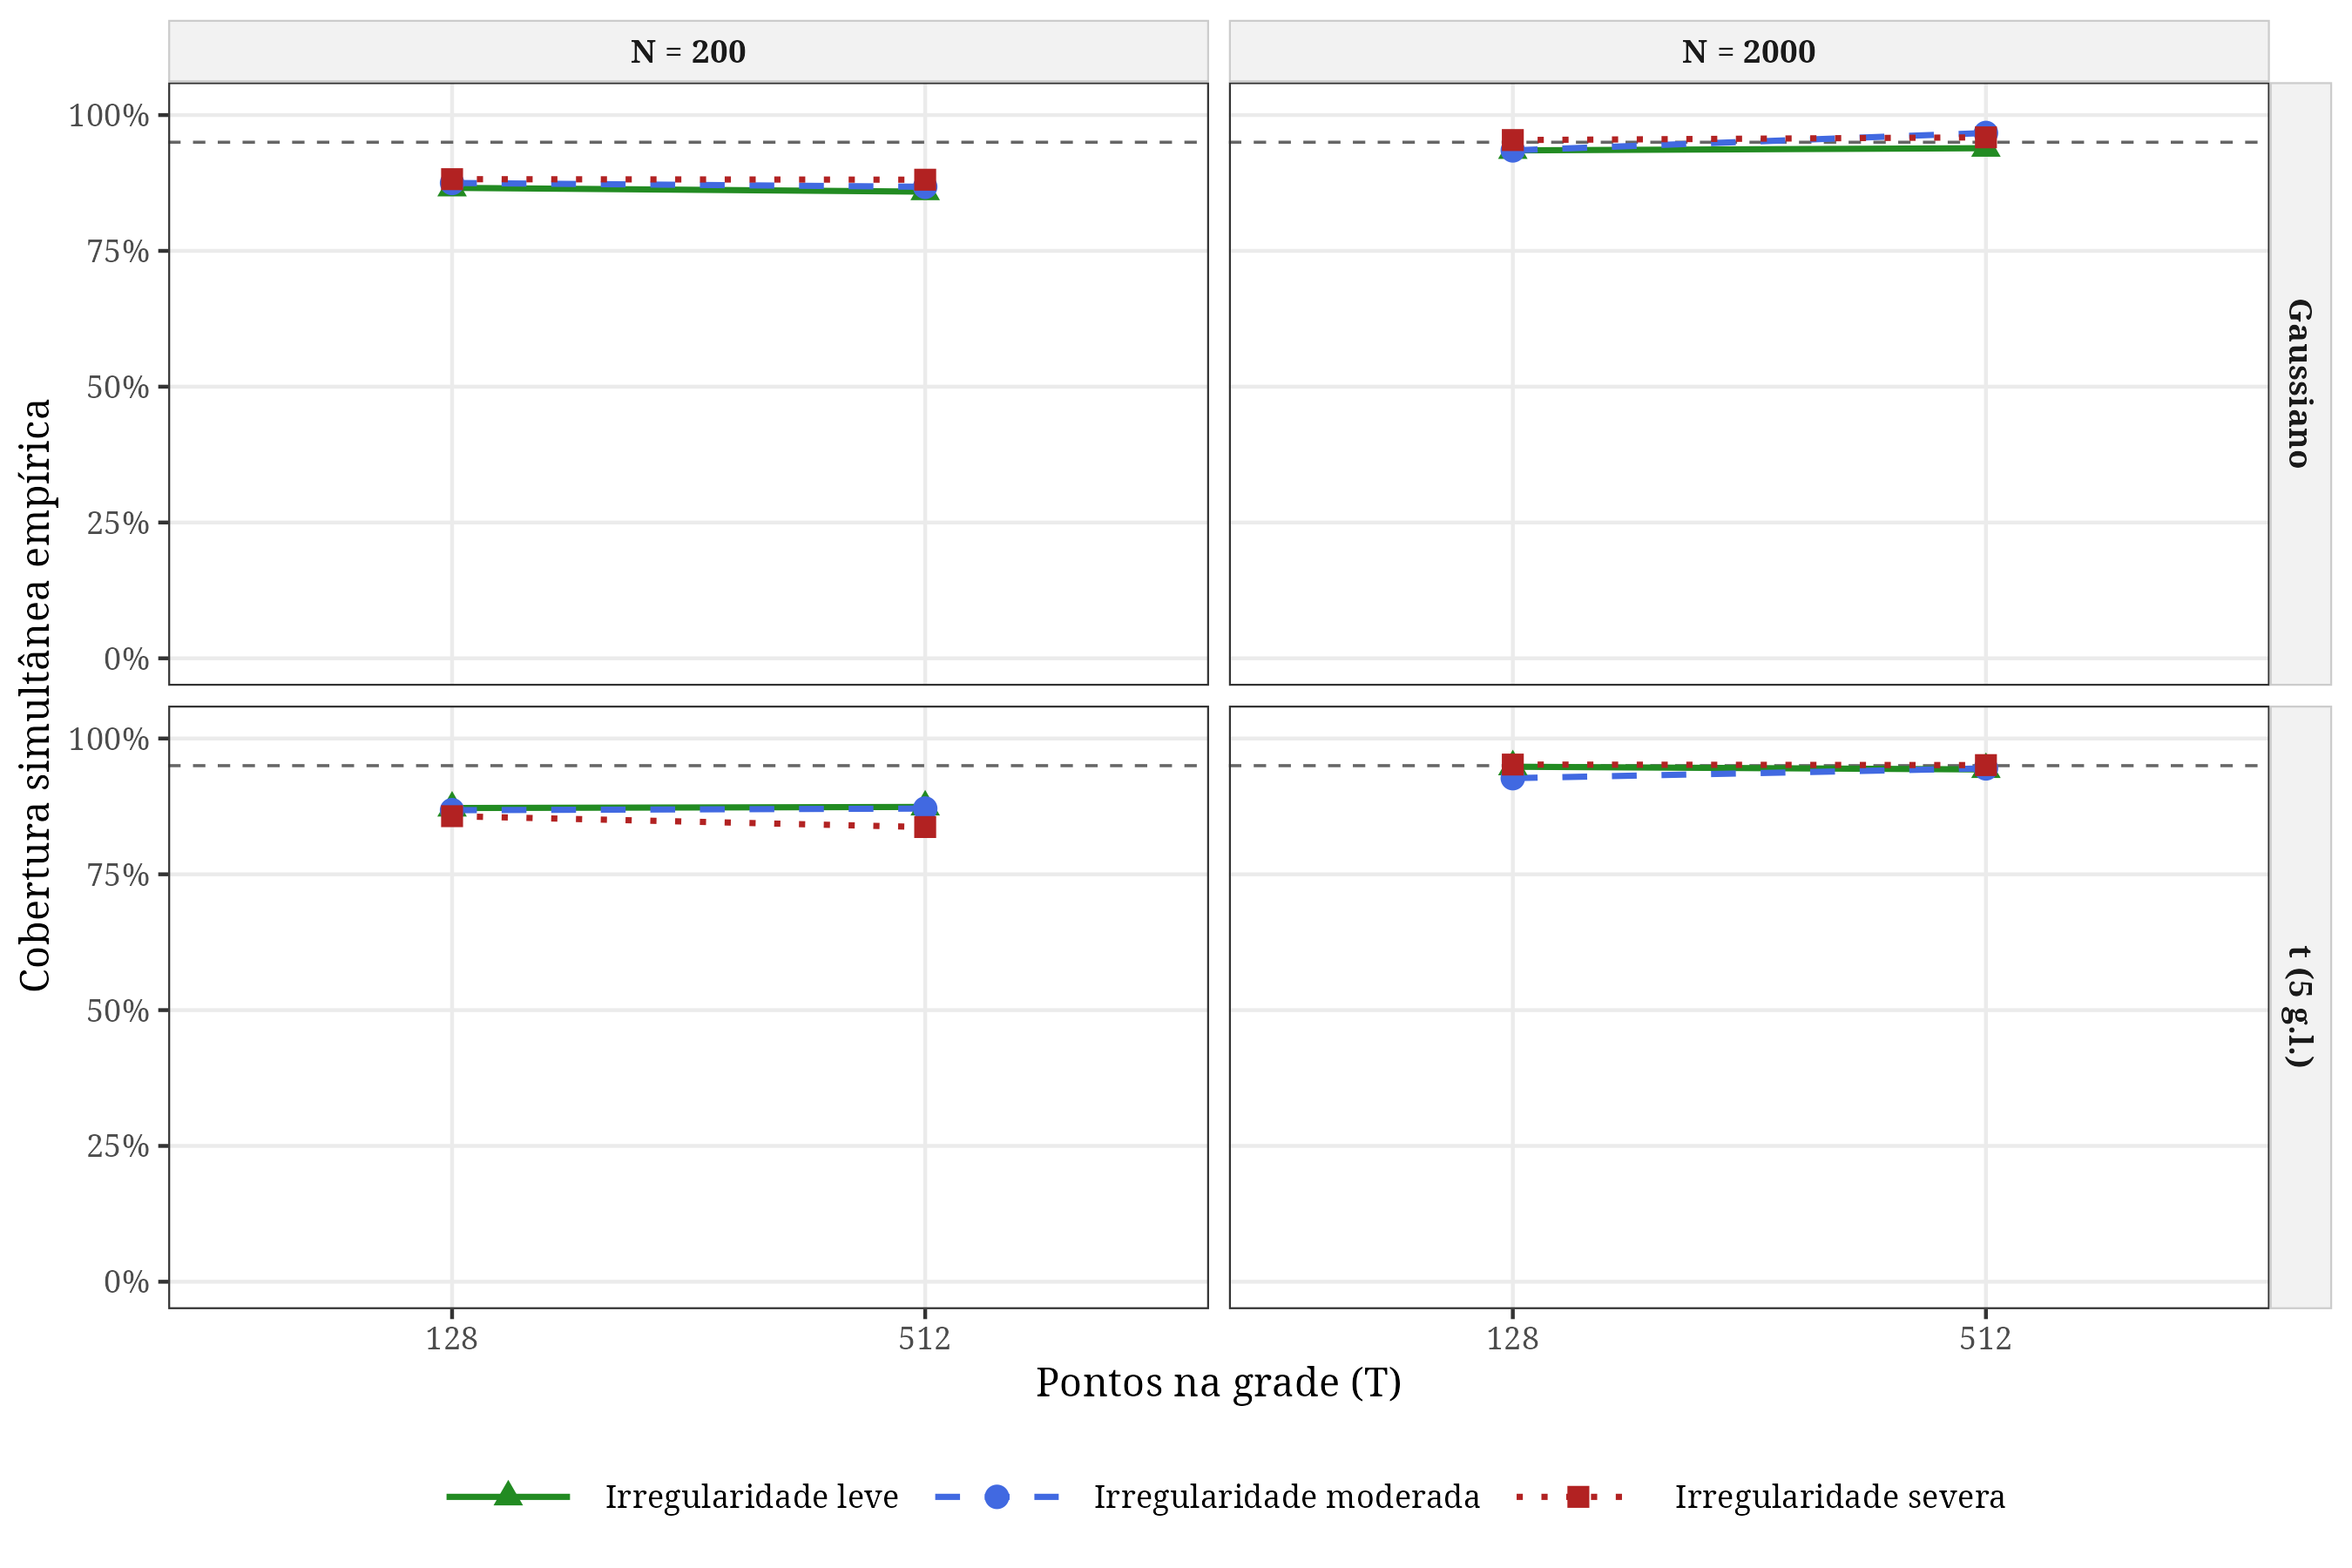 N = 200
N = 2000
100%
75%
50%
25%
0%
Gaussiano
Cobertura simultânea empírica
100%
75%
50%
25%
0%
t (5 g.l.)
128
512
128
512
Pontos na grade (T)
Irregularidade leve
Irregularidade moderada
Irregularidade severa